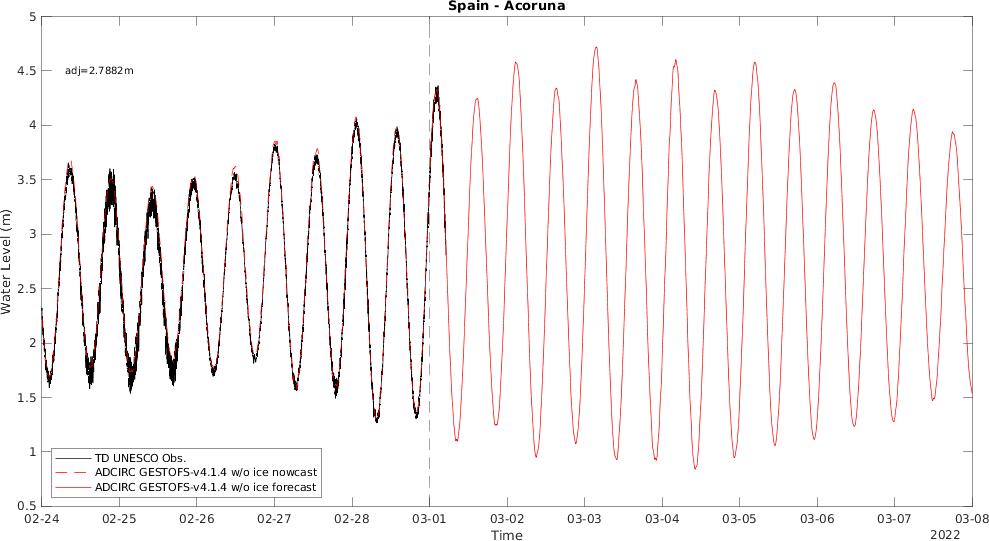 Spain - Acoruna
adj=2.7882m
Water Level (m)
5
4.5
4
3.5
3
2.5
2
1.5
1
0.5
TD UNESCO Obs.
ADCIRC GESTOFS-v4.1.4 w/o ice nowcast
ADCIRC GESTOFS-v4.1.4 w/o ice forecast
02-24 02-25 02-26 02-27 02-28 03-01 03-02 03-03 03-04 03-05 03-06 03-07 03-08
Time
2022